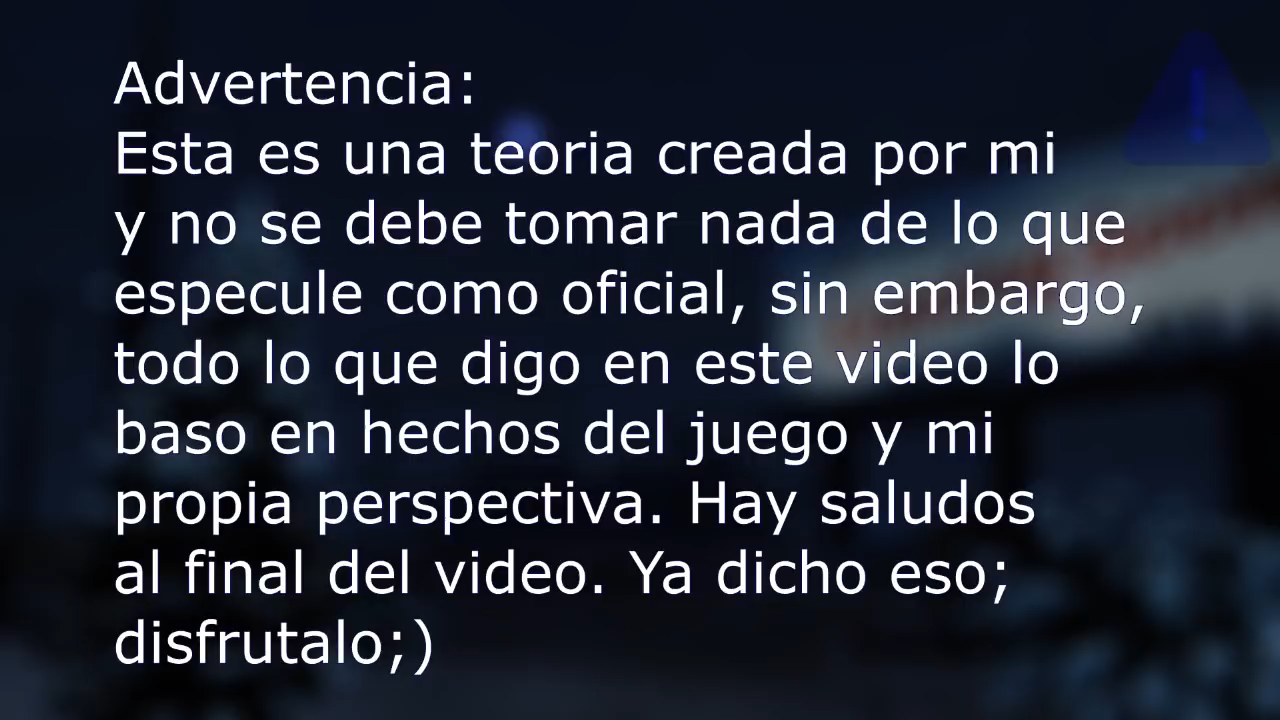 Advertencia:
Esta es una teoria creada por mi
y no se debe tomar nada de lo que
especule como oficial, sin embargo,
todo lo que digo en este video lo
baso en hechos del juego y mi
propia perspectiva. Hay saludos
al final del video. Ya dicho eso;
disfrutalo;)